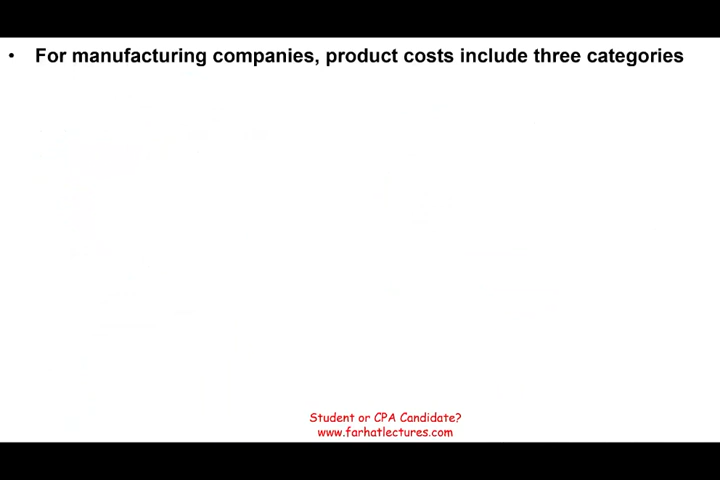 • For manufacturing companies, product costs include three categories
Student or CPA Candidate?
www.farhatlectures.com